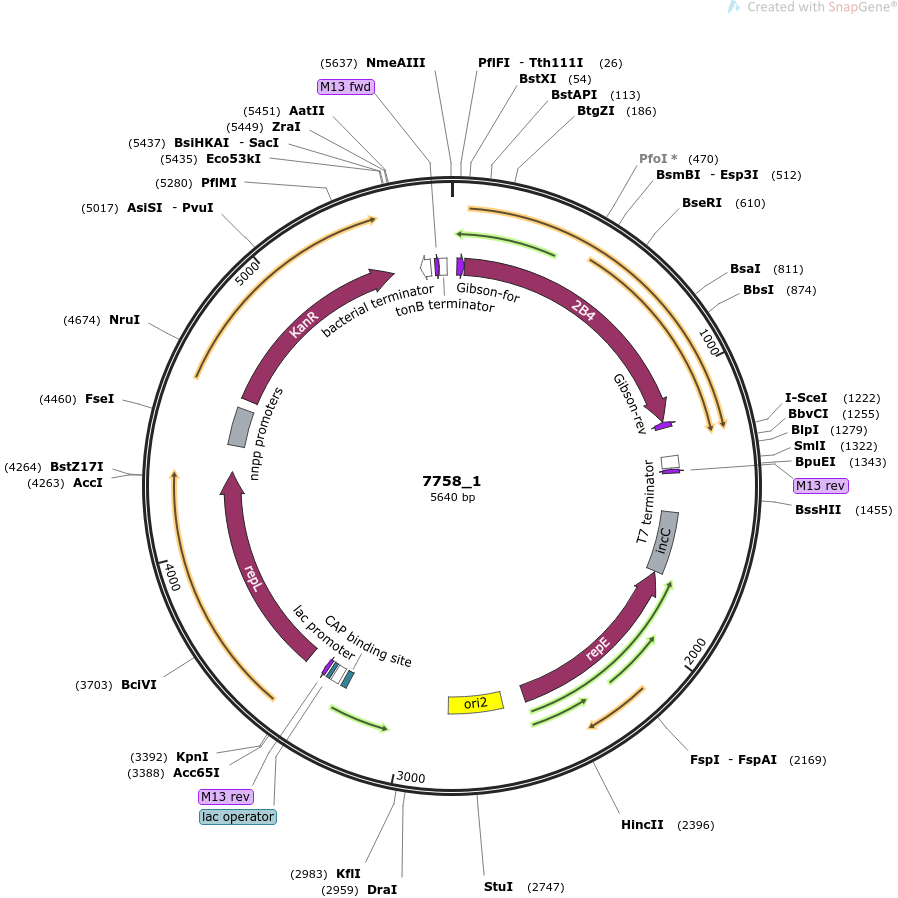 Created with SnapGene®
(5637) NmeAIII
M13 fwd
(5451) AatII
(5449) ZraI
(5437) BsiHKAI - SacI
(5435) Eco53kI
(5280) PflMI
(5017) AsiSI - PvuI
(4674) NruI
(4460) FseI
(4264) BstZ17I
(4263) AccI
(3703) BciVI
(3392) KpnI
(3388) Acc65I
M13 rev
lac operator
(2983) KflI
(2959) DraI
PflFI - Tth111I (26)
BstXI (54)
BstAPI (113)
BtgZI (186)
PfoI * (470)
BsmBI - Esp3I (512)
BseRI (610)
BsaI (811)
BbsI (874)
I-SceI (1222)
BbvCI (1255)
BlpI (1279)
SmlI (1322)
BpuEI (1343)
M13 rev
BssHII (1455)
FspI - FspAI (2169)
HincII (2396)
StuI (2747)
1000
2000
3000
4000
5000
KanR
bacterial terminator
tonB terminator
Gibson-for
2B4
Gibson-rev
T7 terminator
incC
repE
ori2
CAP binding site
lac promoter
repL
nnpp promoters
7758_1
5640 bp